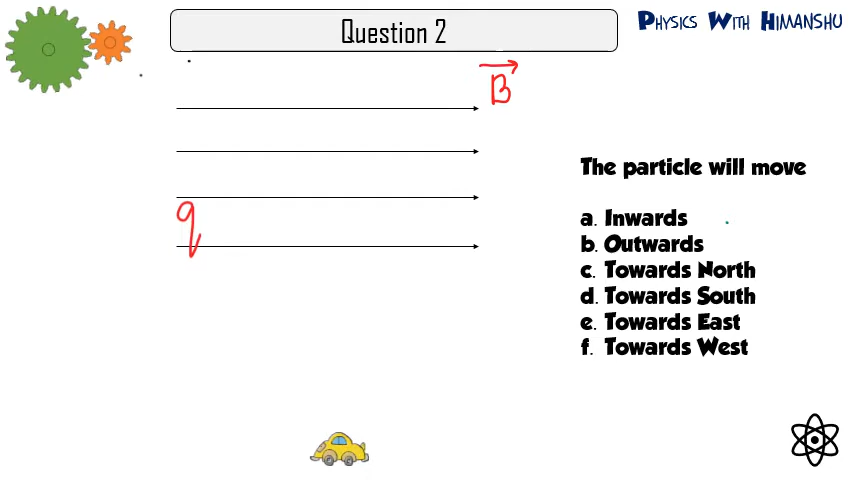 Question 2
Physics With Himanshu
B
q
The particle will move
a. Inwards
b. Outwards
c. Towards North
d. Towards South
e. Towards East
f. Towards West